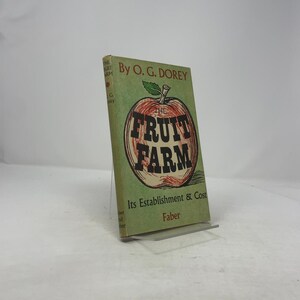 By O. G. DOREY
THE
FRUIT
FARM
Its Establishment & Cost
Faber